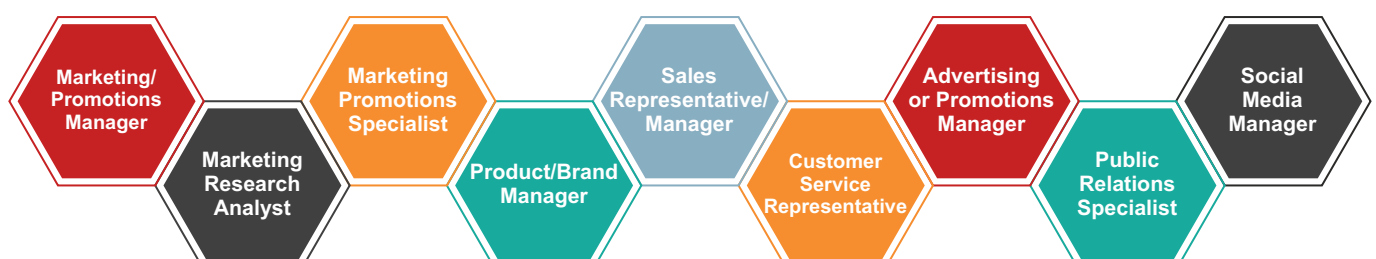 Marketing/
Promotions
Manager
Marketing
Research
Analyst
Marketing
Promotions
Specialist
Product/Brand
Manager
Sales
Representative/
Manager
Customer
Service
Representative
Advertising
or Promotions
Manager
Public
Relations
Specialist
Social
Media
Manager